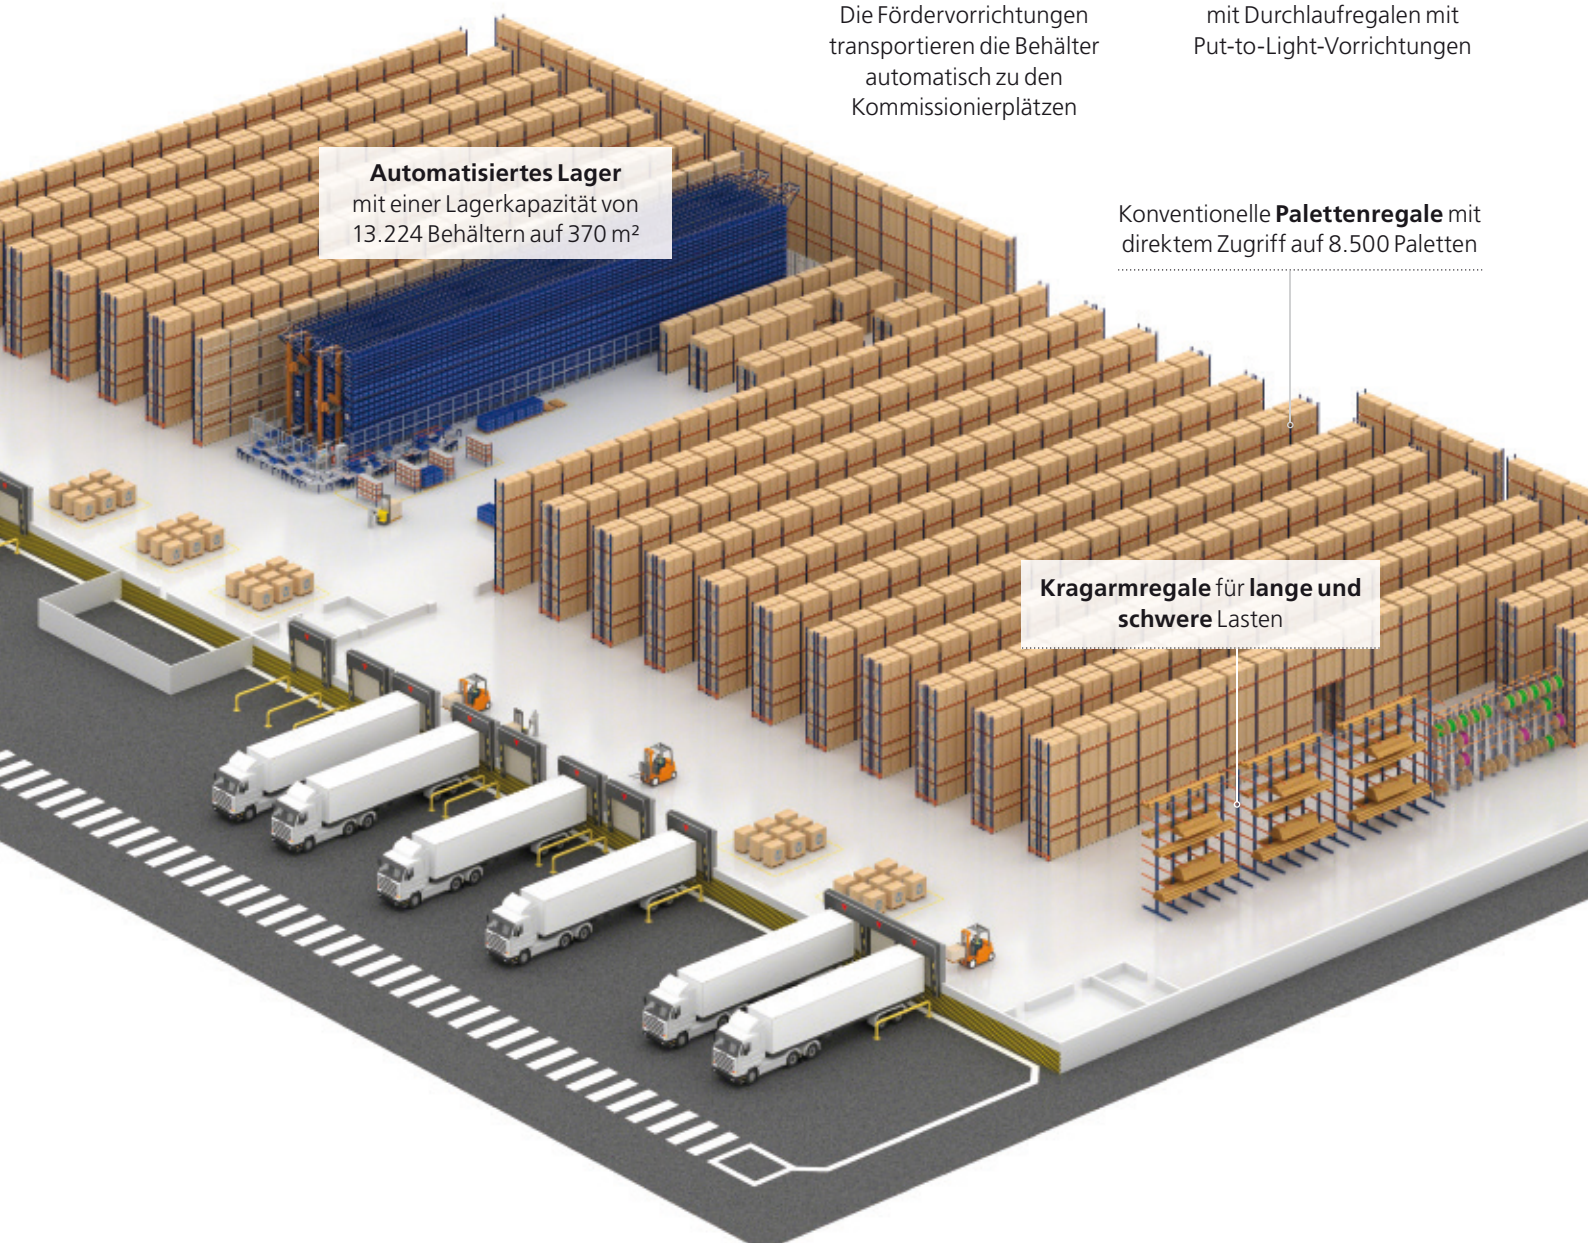 Die Fördervorrichtungen
transportieren die Behälter
automatisch zu den
Kommissionierplätzen
mit Durchlaufregalen mit
Put-to-Light-Vorrichtungen
Automatisiertes Lager
mit einer Lagerkapazität von
13.224 Behältern auf 370 m²
Konventionelle Palettenregale mit
direktem Zugriff auf 8.500 Paletten
Kragarmregale für lange und
schwere Lasten